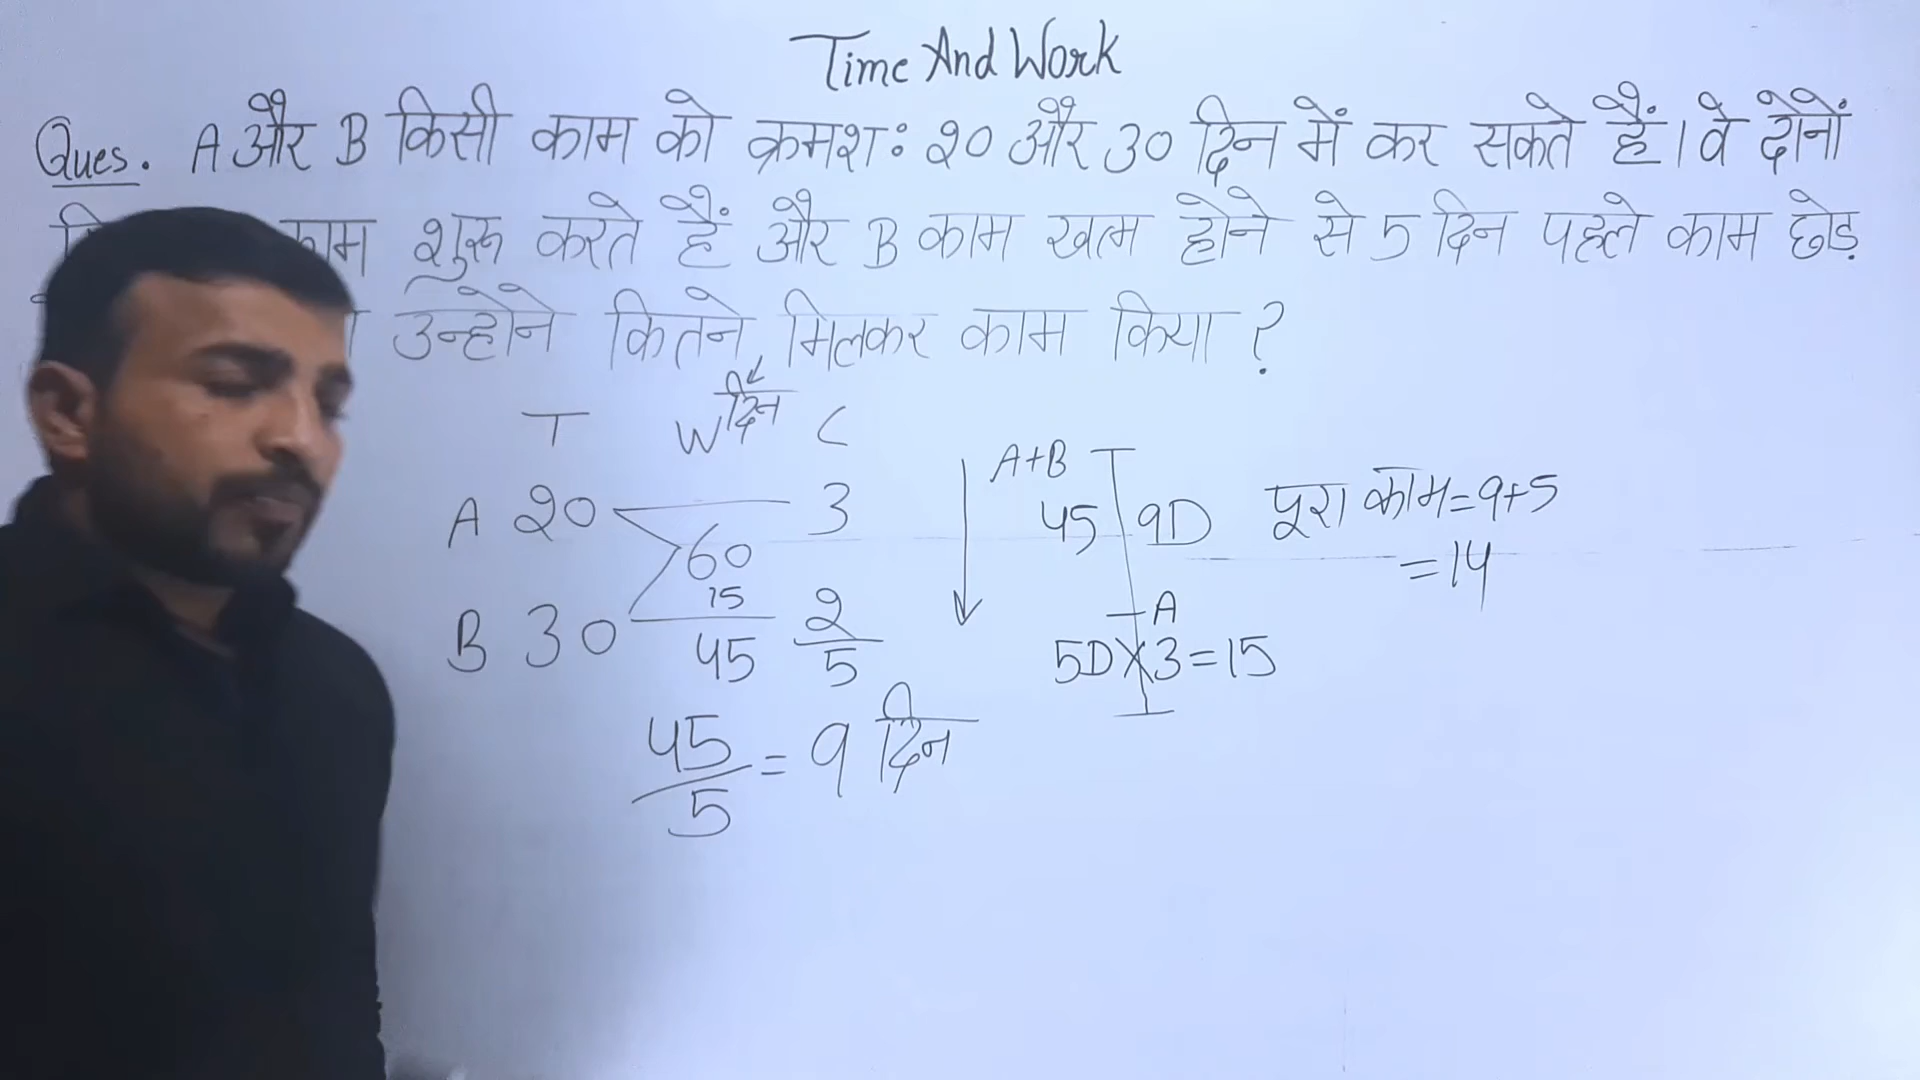 Time And Work
Ques. A और B किसी काम को क्रमशः 20 और 30 दिन में कर सकते हैं। वे दोनों
काम शुरू करते हैं और B काम खत्म होने से 5 दिन पहले काम छोड़
उन्होने कितने, मिलकर काम किया ?
दिन
T W C
A 20 3
60
15
B 30 45 2
5
45/5 = 9 दिन
A+B
45 9D
A
5D×3=15
पूरा काम=9+5
=14